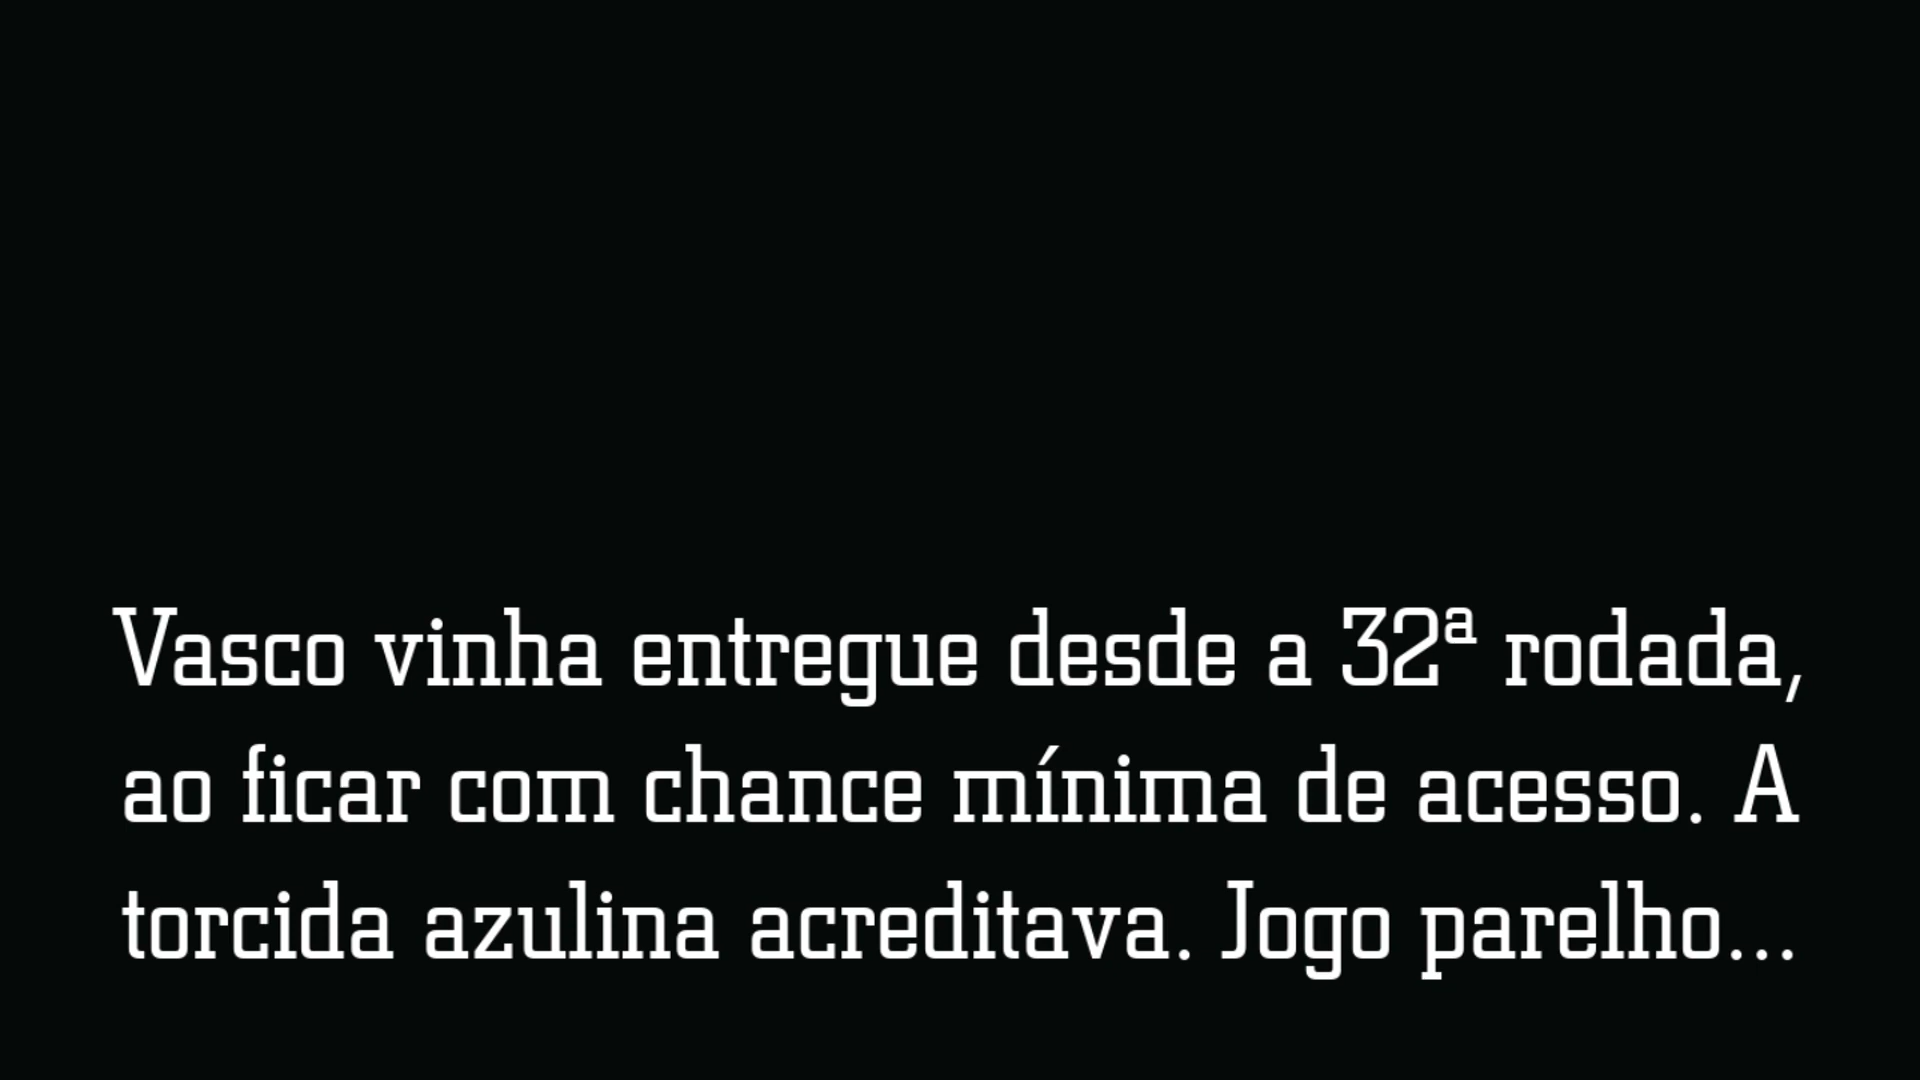 Vasco vinha entregue desde a 32ª rodada,
ao ficar com chance mínima de acesso. A
torcida azulina acreditava. Jogo parelho...